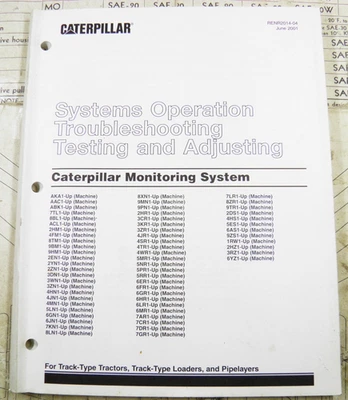 CATERPILLAR
RENR2014-04
June 2001
Systems Operation
Troubleshooting
Testing and Adjusting
Caterpillar Monitoring System
AKA1-Up (Machine)
AAC1-Up (Machine)
ABK1-Up (Machine)
7TL1-Up (Machine)
8BL1-Up (Machine)
ACL1-Up (Machine)
2HM1-Up (Machine)
4FM1-Up (Machine)
8TM1-Up (Machine)
9BM1-Up (Machine)
9HM1-Up (Machine)
2EN1-Up (Machine)
2YN1-Up (Machine)
2ZN1-Up (Machine)
3DN1-Up (Machine)
3WN1-Up (Machine)
3ZN1-Up (Machine)
4HN1-Up (Machine)
4JN1-Up (Machine)
4MN1-Up (Machine)
5LN1-Up (Machine)
6GN1-Up (Machine)
6JN1-Up (Machine)
7KN1-Up (Machine)
8LN1-Up (Machine)
8XN1-Up (Machine)
9MN1-Up (Machine)
9PN1-Up (Machine)
2HR1-Up (Machine)
3CR1-Up (Machine)
3KR1-Up (Machine)
3ZR1-Up (Machine)
4JR1-Up (Machine)
4SR1-Up (Machine)
4TR1-Up (Machine)
4WR1-Up (Machine)
5MR1-Up (Machine)
5NR1-Up (Machine)
5PR1-Up (Machine)
5RR1-Up (Machine)
6ER1-Up (Machine)
6FR1-Up (Machine)
6GR1-Up (Machine)
6HR1-Up (Machine)
6LR1-Up (Machine)
6MR1-Up (Machine)
7AR1-Up (Machine)
7CR1-Up (Machine)
7DR1-Up (Machine)
7GR1-Up (Machine)
7LR1-Up (Machine)
8ZR1-Up (Machine)
9TR1-Up (Machine)
2DS1-Up (Machine)
4HS1-Up (Machine)
5ES1-Up (Machine)
6AS1-Up (Machine)
9ZS1-Up (Machine)
1RW1-Up (Machine)
2HZ1-Up (Machine)
3RZ1-Up (Machine)
6YZ1-Up (Machine)
For Track-Type Tractors, Track-Type Loaders, and Pipelayers